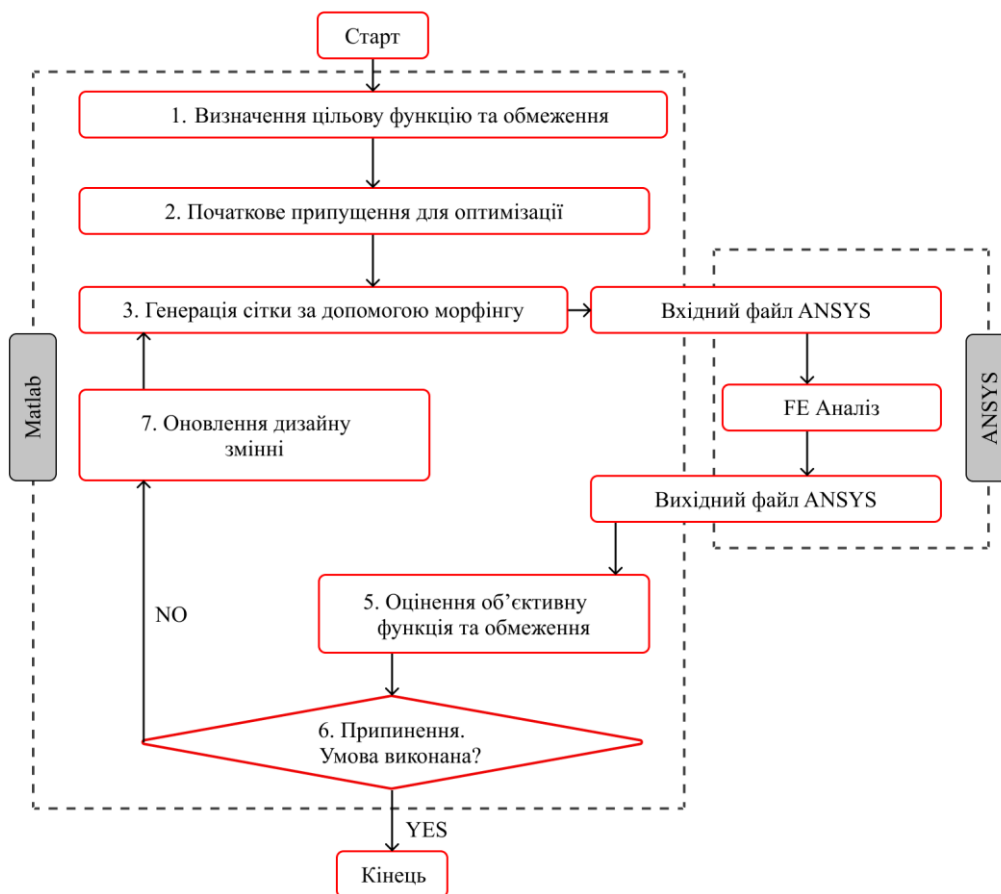 Старт
1. Визначення цільову функцію та обмеження
2. Початкове припущення для оптимізації
3. Генерація сітки за допомогою морфінгу
Вхідний файл ANSYS
Matlab
7. Оновлення дизайну
змінні
FE Аналіз
ANSYS
Вихідний файл ANSYS
5. Оцінення об’єктивну
функція та обмеження
NO
6. Припинення.
Умова виконана?
YES
Кінець